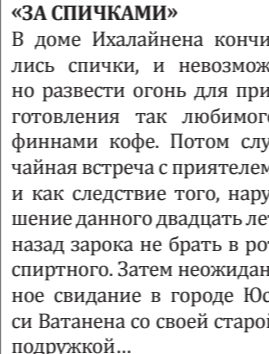 «ЗА СПИЧКАМИ»
В доме Ихалайнена кончи
лись спички, и невозмож
но развести огонь для при
готовления так любимого
финнами кофе. Потом слу
чайная встреча с приятелем
и как следствие того, нару
шение данного двадцать лет
назад зарока не брать в рот
спиртного. Затем неожидан
ное свидание в городе Юс
си Ватанена со своей старой
подружкой...